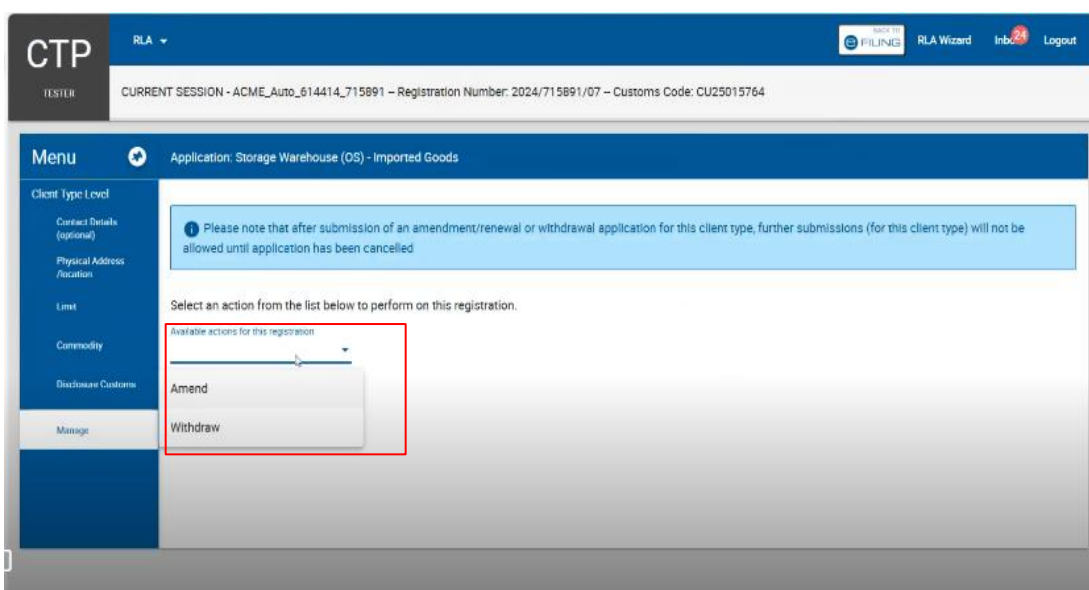 CTP
TESTER
RLA
BACK TO
e FILING
RLA Wizard
24
Logout
CURRENT SESSION - ACME_Auto_614414_715891 – Registration Number: 2024/715891/07 – Customs Code: CU25015764
Menu
Application: Storage Warehouse (OS) - Imported Goods
Client Type Level
Contact Details
(optional)
Physical Address
/location
Limit
Commodity
Disclosure Customs
Manage
Please note that after submission of an amendment/renewal or withdrawal application for this client type, further submissions (for this client type) will not be
allowed until application has been cancelled
Select an action from the list below to perform on this registration.
Available actions for this registration
Amend
Withdraw